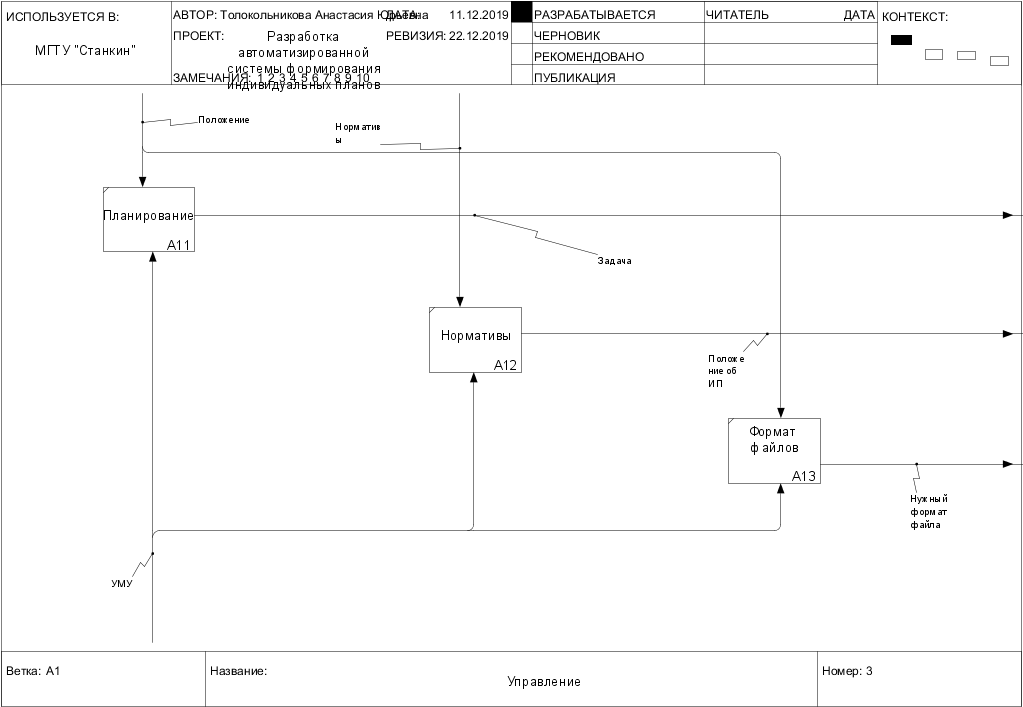 ИСПОЛЬЗУЕТСЯ В:
МГТУ "Станкин"
АВТОР: Толокольникова Анастасия Юрьевна
ДАТА: 11.12.2019
ПРОЕКТ: Разработка
автоматизированной
системы формирования
индивидуальных планов
РЕВИЗИЯ: 22.12.2019
ЗАМЕЧАНИЯ: 1 2 3 4 5 6 7 8 9 10
РАЗРАБАТЫВАЕТСЯ
ЧЕРНОВИК
РЕКОМЕНДОВАНО
ПУБЛИКАЦИЯ
ЧИТАТЕЛЬ ДАТА
КОНТЕКСТ:
Положение
Норматив
ы
Планирование
A11
Задача
Нормативы
A12
Положе
ние об
ИП
Формат
файлов
A13
Нужный
формат
файла
УМУ
Ветка: A1
Название:
Управление
Номер: 3